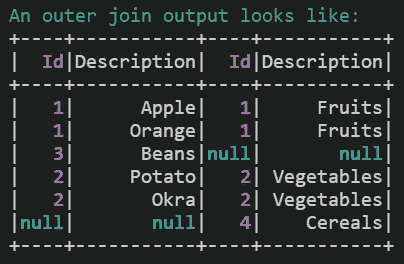 An outer join output looks like:
+----+-----------+----+-----------+
|  Id|Description|  Id|Description|
+----+-----------+----+-----------+
|   1|      Apple|   1|     Fruits|
|   1|     Orange|   1|     Fruits|
|   3|      Beans|null|       null|
|   2|     Potato|   2| Vegetables|
|   2|       Okra|   2| Vegetables|
|null|       null|   4|    Cereals|
+----+-----------+----+-----------+